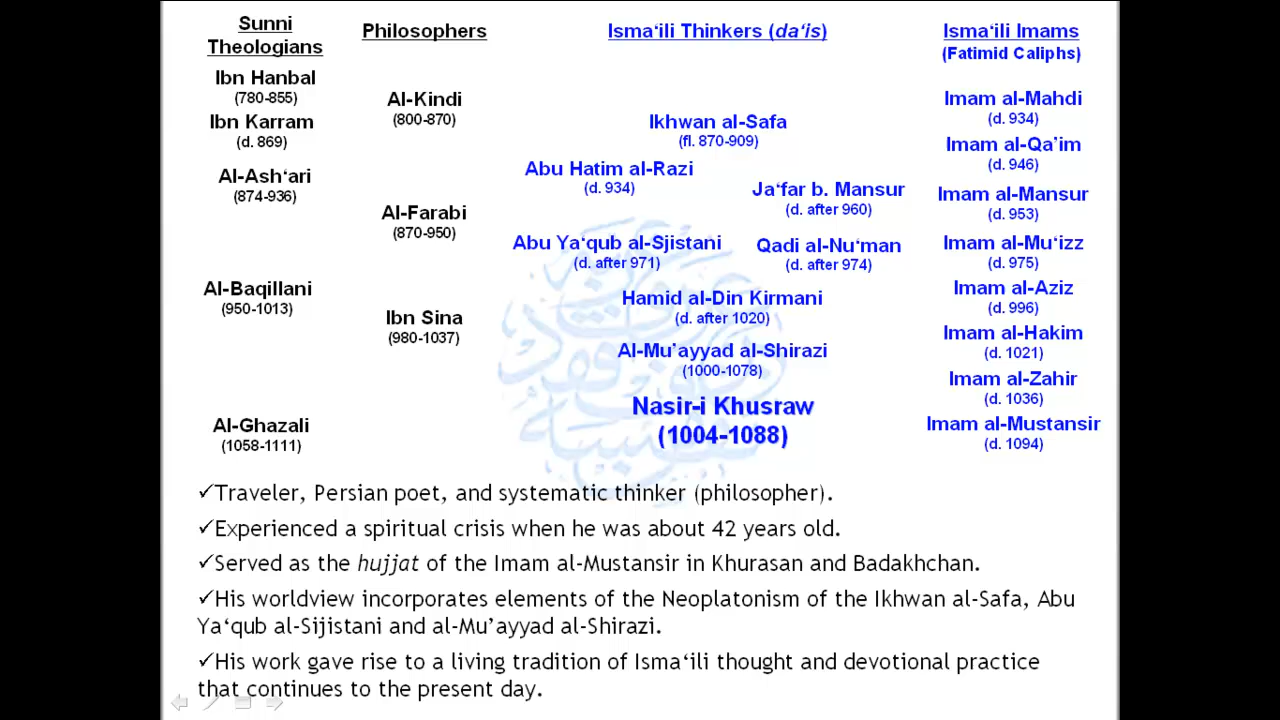 Sunni
Theologians
Ibn Hanbal
(780-855)
Ibn Karram
(d. 869)
Al-Ash‘ari
(874-936)
Al-Baqillani
(950-1013)
Al-Ghazali
(1058-1111)
Philosophers
Al-Kindi
(800-870)
Al-Farabi
(870-950)
Ibn Sina
(980-1037)
Isma‘ili Thinkers (da‘is)
Ikhwan al-Safa
(fl. 870-909)
Abu Hatim al-Razi
(d. 934)
Ja‘far b. Mansur
(d. after 960)
Abu Ya‘qub al-Sjistani
(d. after 971)
Qadi al-Nu‘man
(d. after 974)
Hamid al-Din Kirmani
(d. after 1020)
Al-Mu’ayyad al-Shirazi
(1000-1078)
Nasir-i Khusraw
(1004-1088)
Isma‘ili Imams
(Fatimid Caliphs)
Imam al-Mahdi
(d. 934)
Imam al-Qa’im
(d. 946)
Imam al-Mansur
(d. 953)
Imam al-Mu‘izz
(d. 975)
Imam al-Aziz
(d. 996)
Imam al-Hakim
(d. 1021)
Imam al-Zahir
(d. 1036)
Imam al-Mustansir
(d. 1094)
✓Traveler, Persian poet, and systematic thinker (philosopher).
✓Experienced a spiritual crisis when he was about 42 years old.
✓Served as the hujjat of the Imam al-Mustansir in Khurasan and Badakhchan.
✓His worldview incorporates elements of the Neoplatonism of the Ikhwan al-Safa, Abu
Ya‘qub al-Sijistani and al-Mu’ayyad al-Shirazi.
✓His work gave rise to a living tradition of Isma‘ili thought and devotional practice
that continues to the present day.